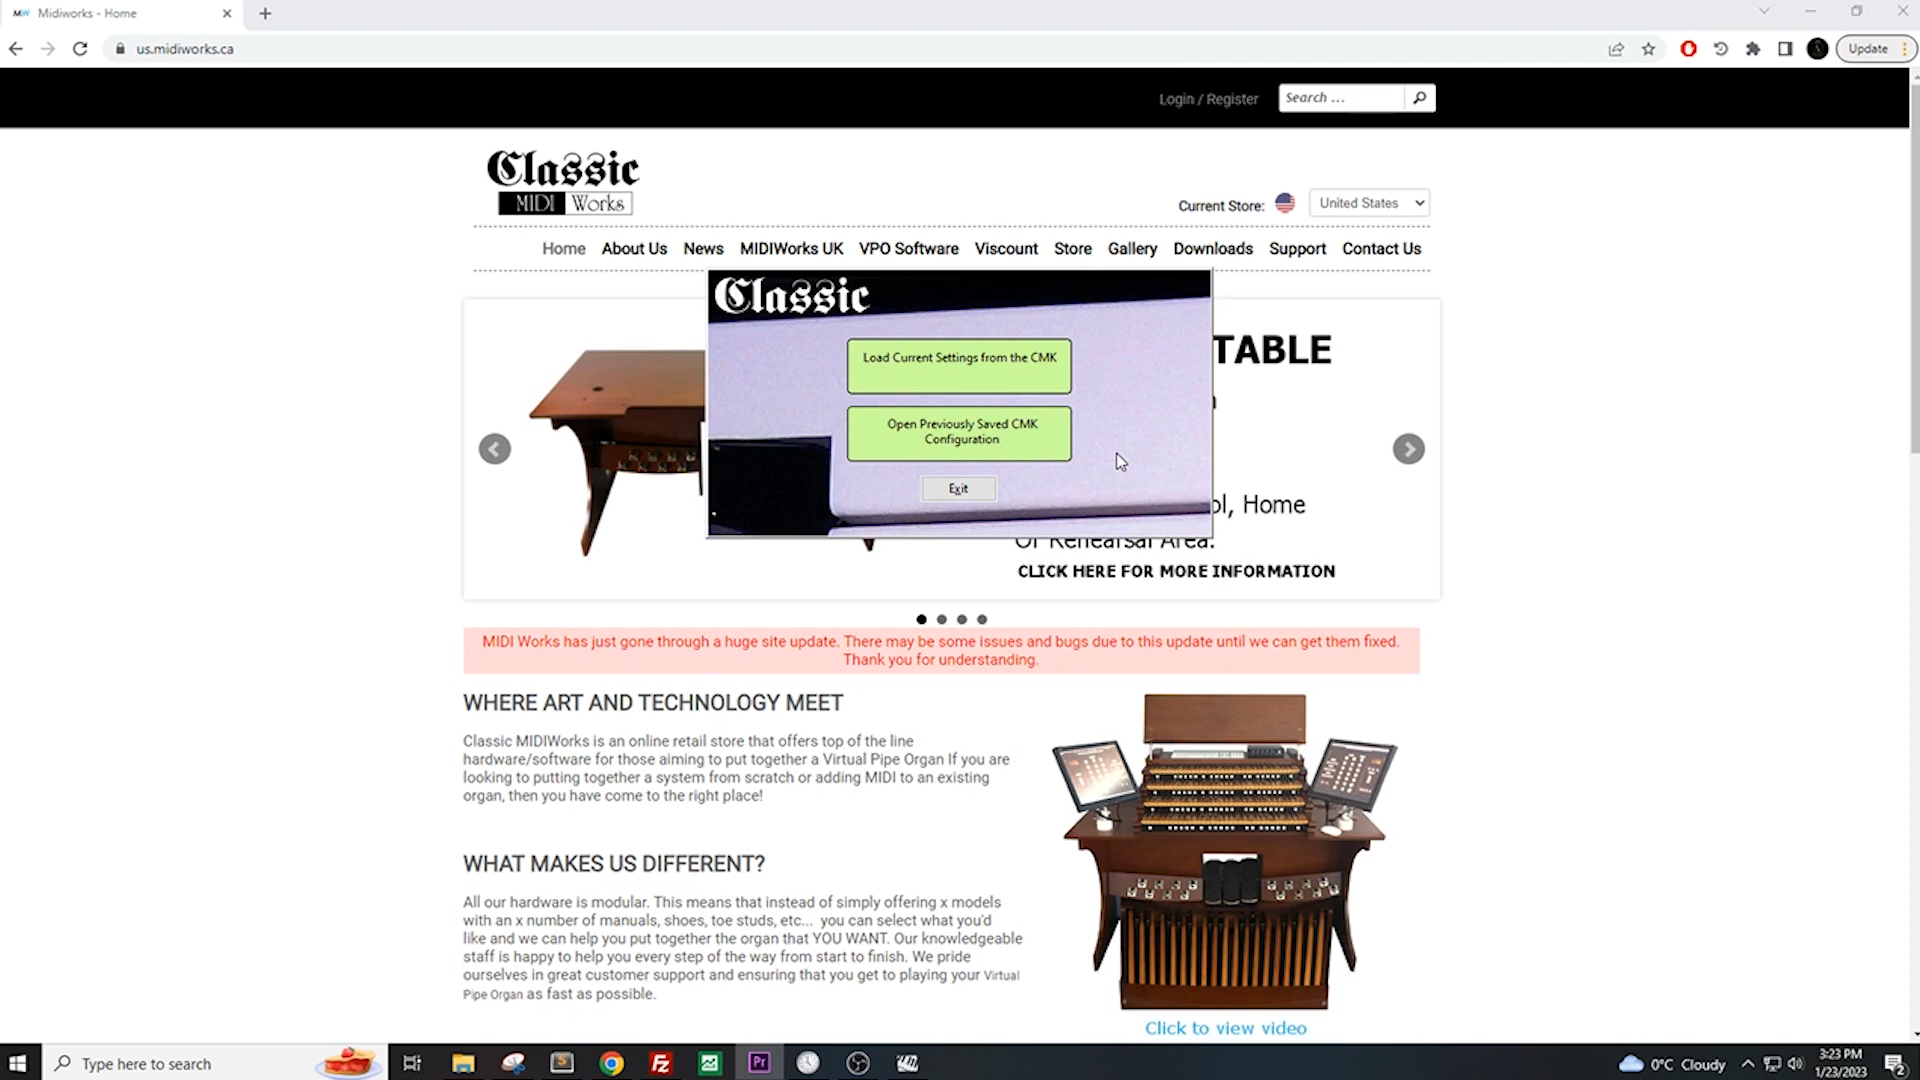 Midiworks - Home
us.midiworks.ca
Update
Login / Register
Search ...
Classic
MIDI Works
Current Store:
United States
Home About Us News MIDIWorks UK VPO Software Viscount Store Gallery Downloads Support Contact Us
Classic
Load Current Settings from the CMK
Open Previously Saved CMK
Configuration
Exit
TABLE
ol, Home
Or Rehearsal Area.
CLICK HERE FOR MORE INFORMATION
MIDI Works has just gone through a huge site update. There may be some issues and bugs due to this update until we can get them fixed.
Thank you for understanding.
WHERE ART AND TECHNOLOGY MEET
Classic MIDIWorks is an online retail store that offers top of the line
hardware/software for those aiming to put together a Virtual Pipe Organ If you are
looking to putting together a system from scratch or adding MIDI to an existing
organ, then you have come to the right place!
WHAT MAKES US DIFFERENT?
All our hardware is modular. This means that instead of simply offering x models
with an x number of manuals, shoes, toe studs, etc... you can select what you'd
like and we can help you put together the organ that YOU WANT. Our knowledgeable
staff is happy to help you every step of the way from start to finish. We pride
ourselves in great customer support and ensuring that you get to playing your Virtual
Pipe Organ as fast as possible.
Click to view video
Type here to search
0°C Cloudy
3:23 PM
1/23/2023
2